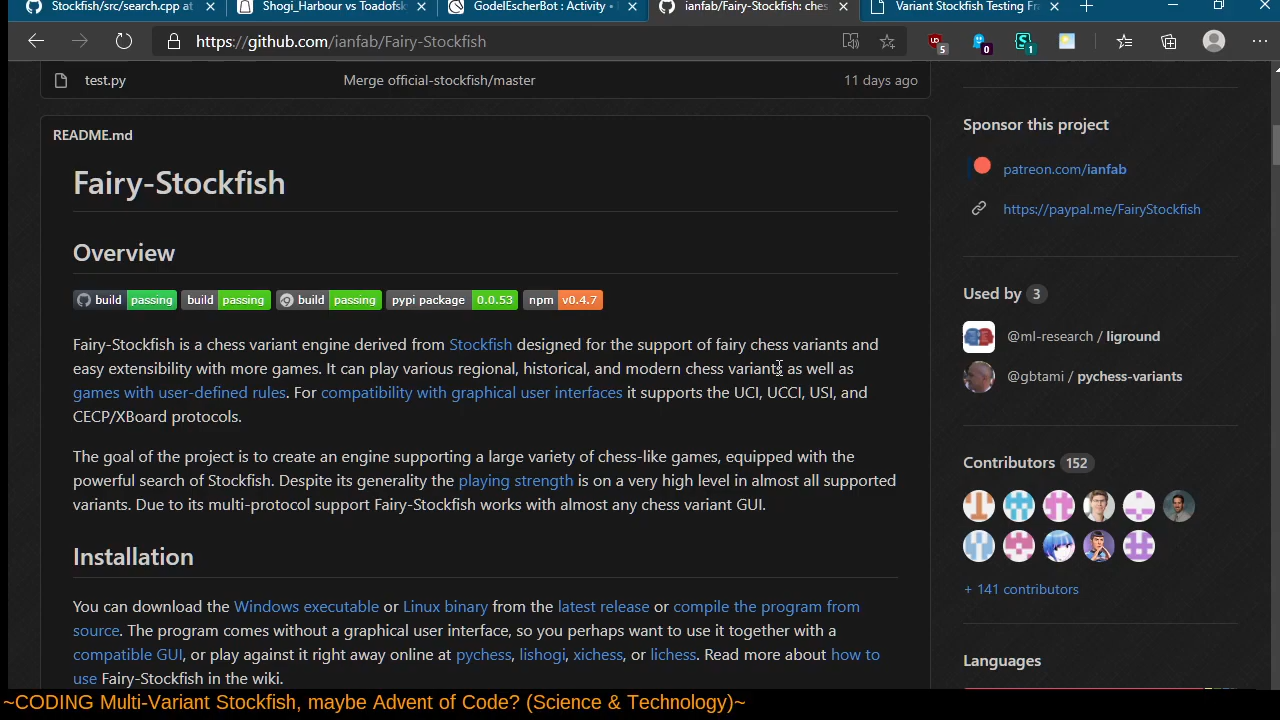 Stockfish/src/search.cpp at
Shogi_Harbour vs Toadofsk
GodelEscherBot : Activity •
ianfab/Fairy-Stockfish: ches
Variant Stockfish Testing Fra
https://github.com/ianfab/Fairy-Stockfish
5
0
1
test.py
Merge official-stockfish/master
11 days ago
README.md
Fairy-Stockfish
Overview
build passing build passing build passing pypi package 0.0.53 npm v0.4.7
Fairy-Stockfish is a chess variant engine derived from Stockfish designed for the support of fairy chess variants and
easy extensibility with more games. It can play various regional, historical, and modern chess variants as well as
games with user-defined rules. For compatibility with graphical user interfaces it supports the UCI, UCCI, USI, and
CECP/XBoard protocols.
The goal of the project is to create an engine supporting a large variety of chess-like games, equipped with the
powerful search of Stockfish. Despite its generality the playing strength is on a very high level in almost all supported
variants. Due to its multi-protocol support Fairy-Stockfish works with almost any chess variant GUI.
Installation
You can download the Windows executable or Linux binary from the latest release or compile the program from
source. The program comes without a graphical user interface, so you perhaps want to use it together with a
compatible GUI, or play against it right away online at pychess, lishogi, xichess, or lichess. Read more about how to
use Fairy-Stockfish in the wiki.
Sponsor this project
patreon.com/ianfab
https://paypal.me/FairyStockfish
Used by 3
@ml-research / liground
@gbtami / pychess-variants
Contributors 152
+ 141 contributors
Languages
~CODING Multi-Variant Stockfish, maybe Advent of Code? (Science & Technology)~